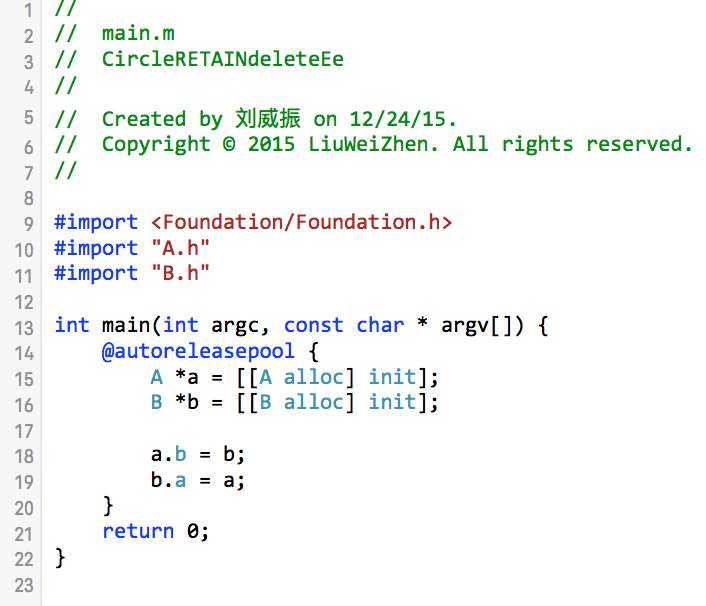 1 //
2 //  main.m
3 //  CircleRETAINdeleteEe
4 //
5 //  Created by 刘威振 on 12/24/15.
6 //  Copyright © 2015 LiuWeiZhen. All rights reserved.
7 //
8
9 #import <Foundation/Foundation.h>
10 #import "A.h"
11 #import "B.h"
12
13 int main(int argc, const char * argv[]) {
14     @autoreleasepool {
15         A *a = [[A alloc] init];
16         B *b = [[B alloc] init];
17
18         a.b = b;
19         b.a = a;
20     }
21     return 0;
22 }
23